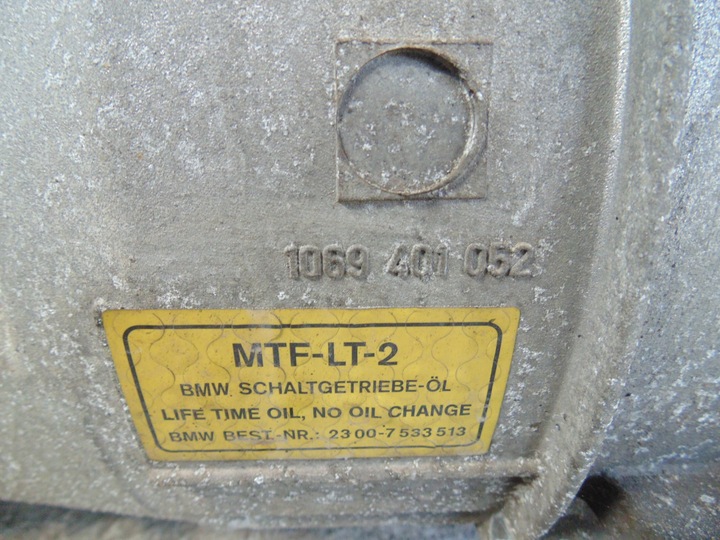 1069 401 052
MTF-LT-2
BMW SCHALTGETRIEBE-ÖL
LIFE TIME OIL, NO OIL CHANGE
BMW BEST.-NR.: 23 00-7 533 513